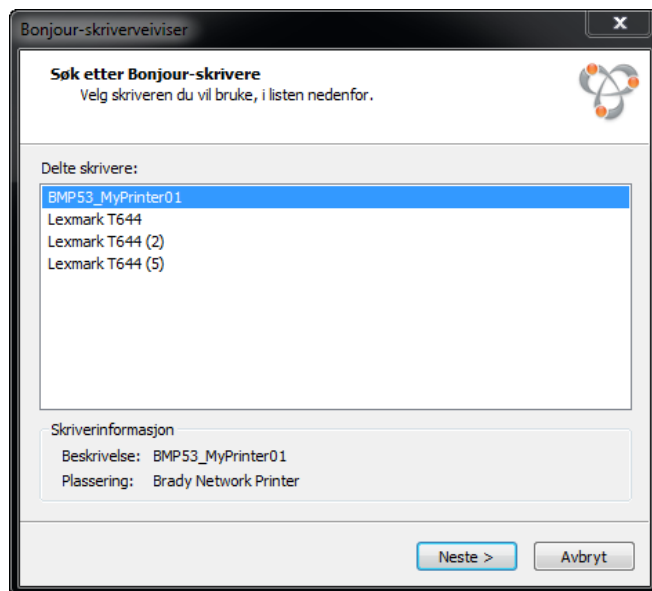 Bonjour-skriverveiviser
x
Søk etter Bonjour-skrivere
Velg skriveren du vil bruke, i listen nedenfor.
Delte skrivere:
BMP53_MyPrinter01
Lexmark T644
Lexmark T644 (2)
Lexmark T644 (5)
Skriverinformasjon
Beskrivelse: BMP53_MyPrinter01
Plassering: Brady Network Printer
Neste > Avbryt